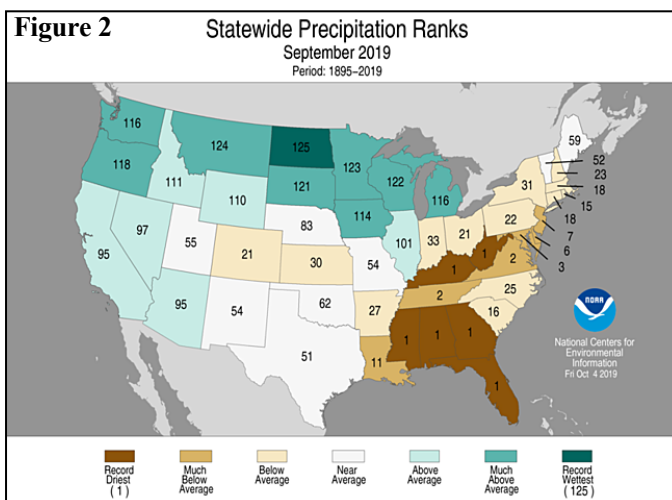 Figure 2
Statewide Precipitation Ranks
September 2019
Period: 1895–2019
116
124
125
123
59
118
52
121
122
23
111
116
31
18
110
114
15
22
18
83
97
101
33
21
7
95
55
6
21
30
54
1
1
2
3
25
2
95
54
62
27
16
51
1
1
1
11
1
NOAA
National Centers for
Environmental
Information
Fri Oct 4 2019
Record
Driest
(1)
Much
Below
Average
Below
Average
Near
Average
Above
Average
Much
Above
Average
Record
Wettest
(125)